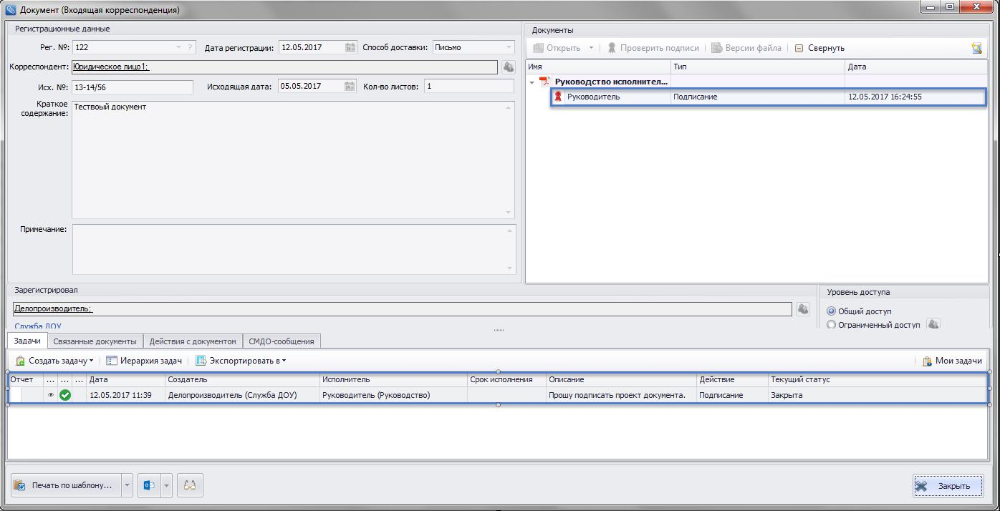 Документ (Входящая корреспонденция)
Регистрационные данные
Рег. №: 122 ? Дата регистрации: 12.05.2017 Способ доставки: Письмо
Корреспондент: Юридическое лицо1;
Исх. №: 13-14/56 Исходящая дата: 05.05.2017 Кол-во листов: 1
Краткое
содержание: Тествоый документ
Примечание:
Документы
Открыть Проверить подписи Версии файла Свернуть
Имя Тип Дата
Руководство исполнител...
Руководитель Подписание 12.05.2017 16:24:55
Зарегистрировал
Делопроизводитель;
Служба ДОУ
Уровень доступа
Общий доступ
Ограниченный доступ
Задачи Связанные документы Действия с документом СМДО-сообщения
Создать задачу Иерархия задач Экспортировать в Мои задачи
Отчет ... ... ... Дата Создатель Исполнитель Срок исполнения Описание Действие Текущий статус
12.05.2017 11:39 Делопроизводитель (Служба ДОУ) Руководитель (Руководство) Прошу подписать проект документа. Подписание Закрыта
Печать по шаблону... Закрыть